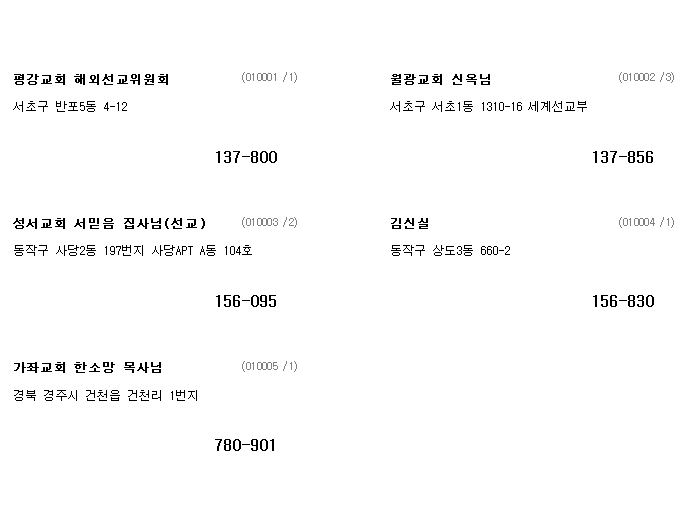 평강교회 해외선교위원회 (010001 /1)
서초구 반포5동 4-12
137-800
월광교회 신옥님 (010002 /3)
서초구 서초1동 1310-16 세계선교부
137-856
성서교회 서믿음 집사님(선교) (010003 /2)
동작구 사당2동 197번지 사당APT A동 104호
156-095
김신실 (010004 /1)
동작구 상도3동 660-2
156-830
가좌교회 한소망 목사님 (010005 /1)
경북 경주시 건천읍 건천리 1번지
780-901